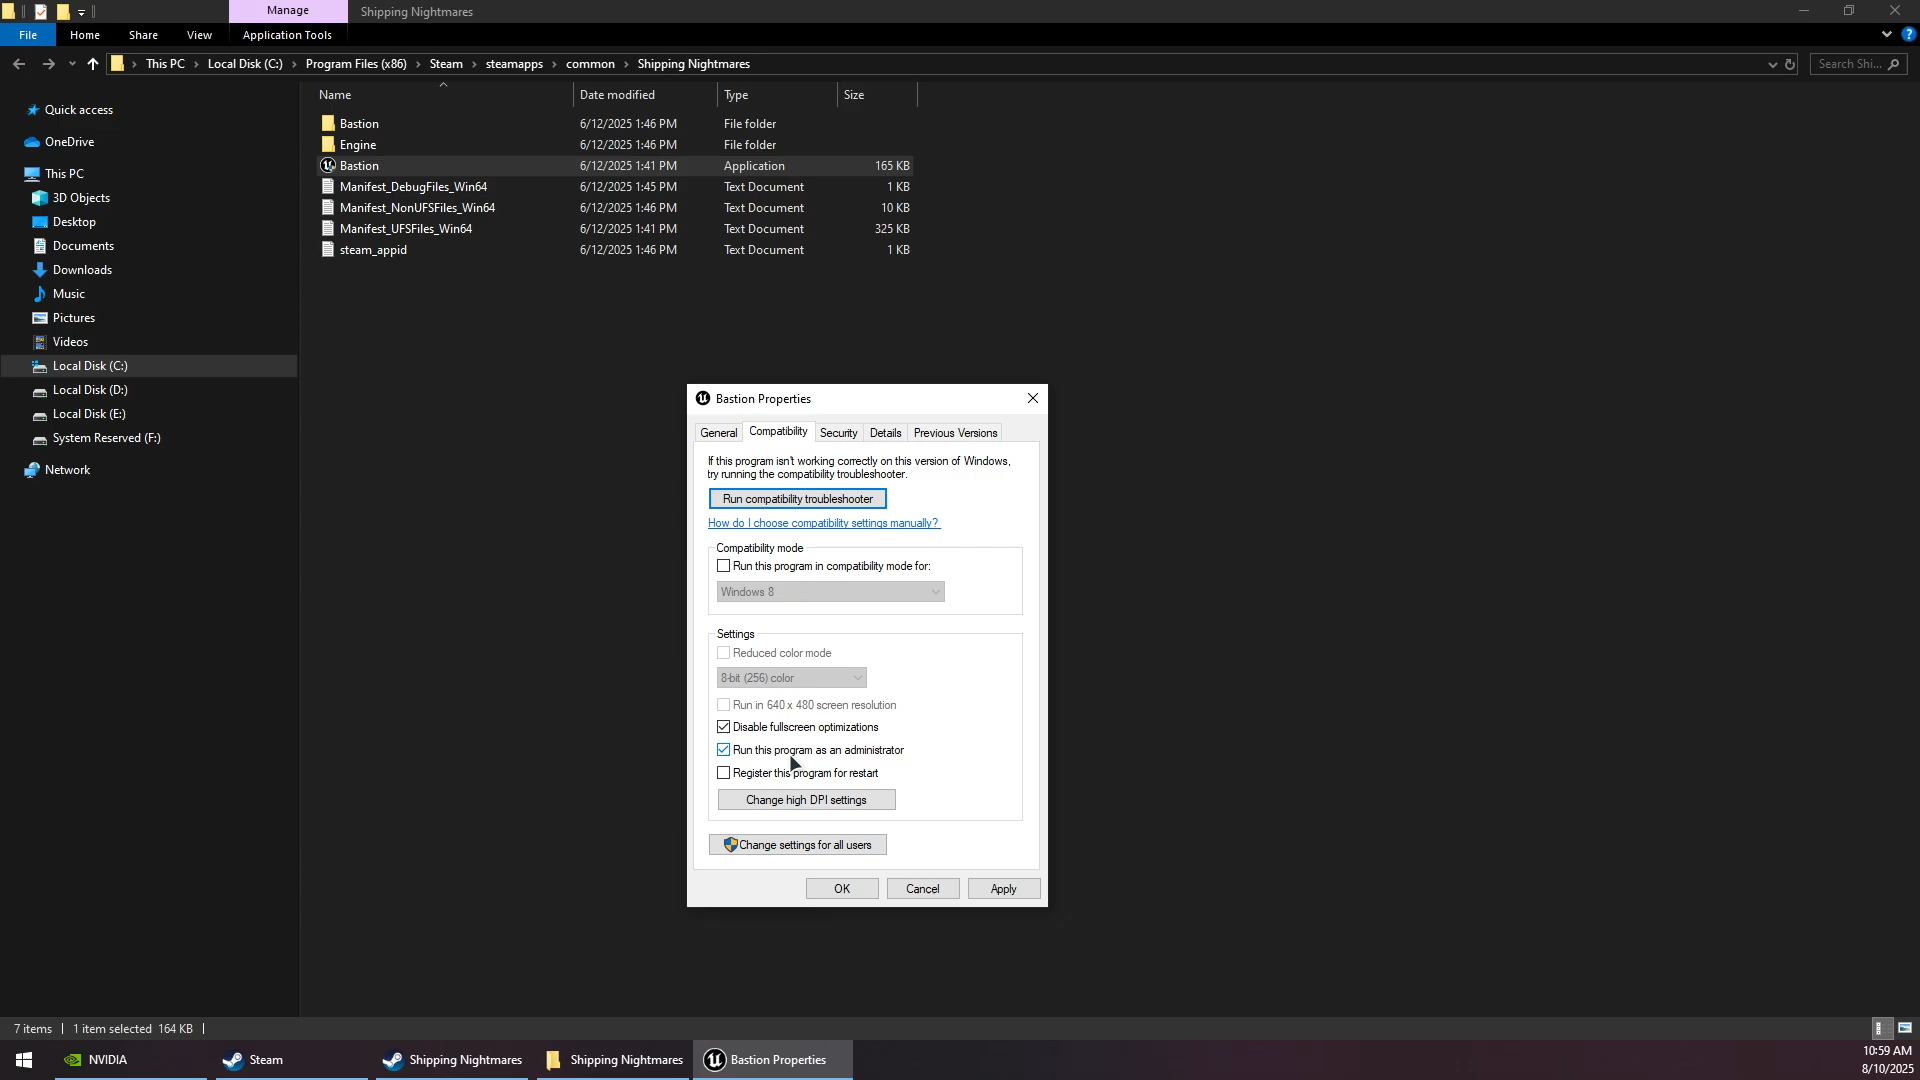 Manage
Shipping Nightmares
File
Home
Share
View
Application Tools
This PC
Local Disk (C:)
Program Files (x86)
Steam
steamapps
common
Shipping Nightmares
Search Shi...
Name
Date modified
Type
Size
Bastion 6/12/2025 1:46 PM File folder
Engine 6/12/2025 1:46 PM File folder
Bastion 6/12/2025 1:41 PM Application 165 KB
Manifest_DebugFiles_Win64 6/12/2025 1:45 PM Text Document 1 KB
Manifest_NonUFSFiles_Win64 6/12/2025 1:46 PM Text Document 10 KB
Manifest_UFSFiles_Win64 6/12/2025 1:41 PM Text Document 325 KB
steam_appid 6/12/2025 1:46 PM Text Document 1 KB
Quick access
OneDrive
This PC
3D Objects
Desktop
Documents
Downloads
Music
Pictures
Videos
Local Disk (C:)
Local Disk (D:)
Local Disk (E:)
System Reserved (F:)
Network
Bastion Properties
General
Compatibility
Security
Details
Previous Versions
If this program isn't working correctly on this version of Windows,
try running the compatibility troubleshooter.
Run compatibility troubleshooter
How do I choose compatibility settings manually?
Compatibility mode
Run this program in compatibility mode for:
Windows 8
Settings
Reduced color mode
8-bit (256) color
Run in 640 x 480 screen resolution
Disable fullscreen optimizations
Run this program as an administrator
Register this program for restart
Change high DPI settings
Change settings for all users
OK
Cancel
Apply
7 items
1 item selected 164 KB
NVIDIA
Steam
Shipping Nightmares
Shipping Nightmares
Bastion Properties
10:59 AM
8/10/2025